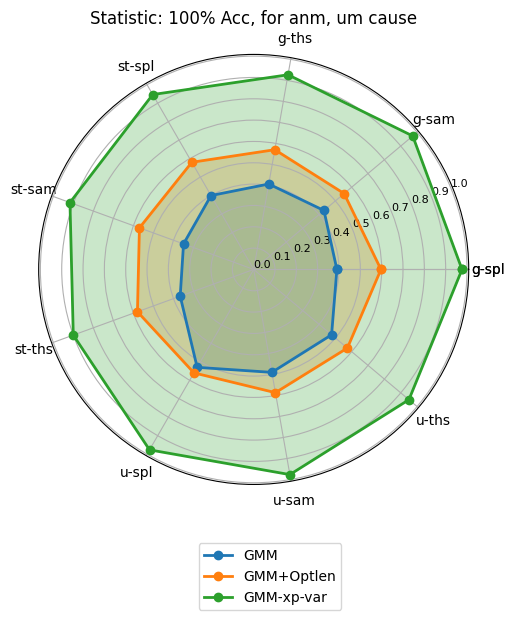 Statistic: 100% Acc, for anm, um cause
g-ths
st-spl
g-sam
st-sam
1.0
0.9
0.8
0.7
0.6
0.5
0.4
0.3
0.2
0.1
0.0
g-spl
st-ths
u-ths
u-spl
u-sam
GMM
GMM+Optlen
GMM-xp-var